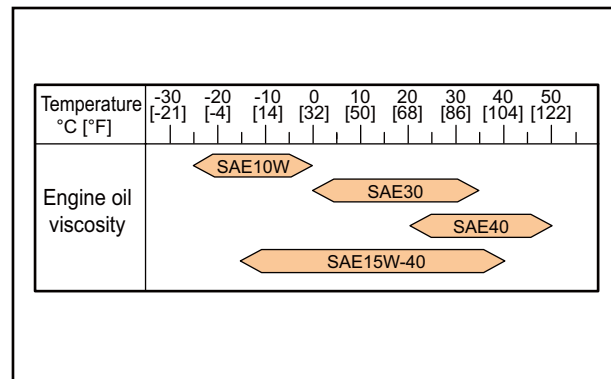 Temperature
°C [°F]
-30 -20 -10 0 10 20 30 40 50
[-21] [-4] [14] [32] [50] [68] [86] [104] [122]
Engine oil
viscosity
SAE10W
SAE30
SAE40
SAE15W-40